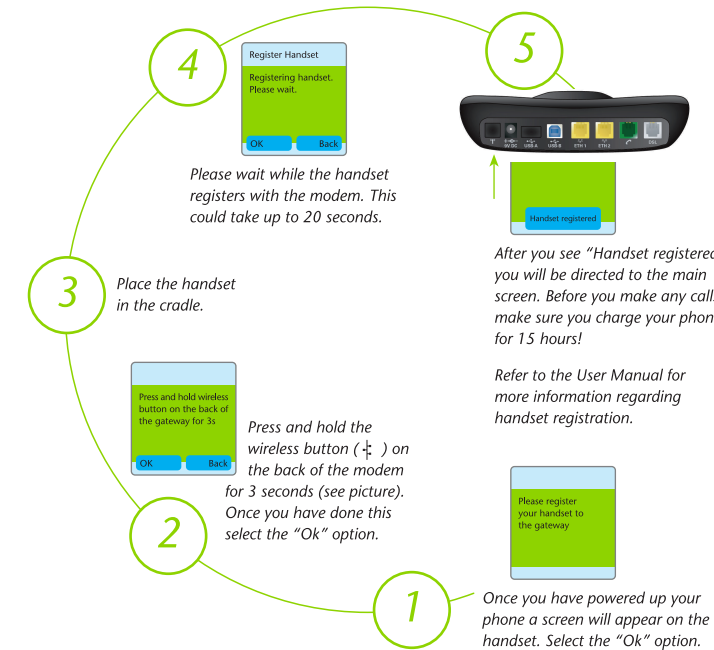 1
Please register
your handset to
the gateway
Once you have powered up your
phone a screen will appear on the
handset. Select the “Ok” option.
2
Press and hold wireless
button on the back of
the gateway for 3s
OK Back
Press and hold the
wireless button ( ) on
the back of the modem
for 3 seconds (see picture).
Once you have done this
select the “Ok” option.
3
Place the handset
in the cradle.
4
Register Handset
Registering handset.
Please wait.
OK Back
Please wait while the handset
registers with the modem. This
could take up to 20 seconds.
5
6V DC USB A USB B ETH 1 ETH 2 DSL
Handset registered
After you see “Handset registered
you will be directed to the main
screen. Before you make any call
make sure you charge your phon
for 15 hours!
Refer to the User Manual for
more information regarding
handset registration.